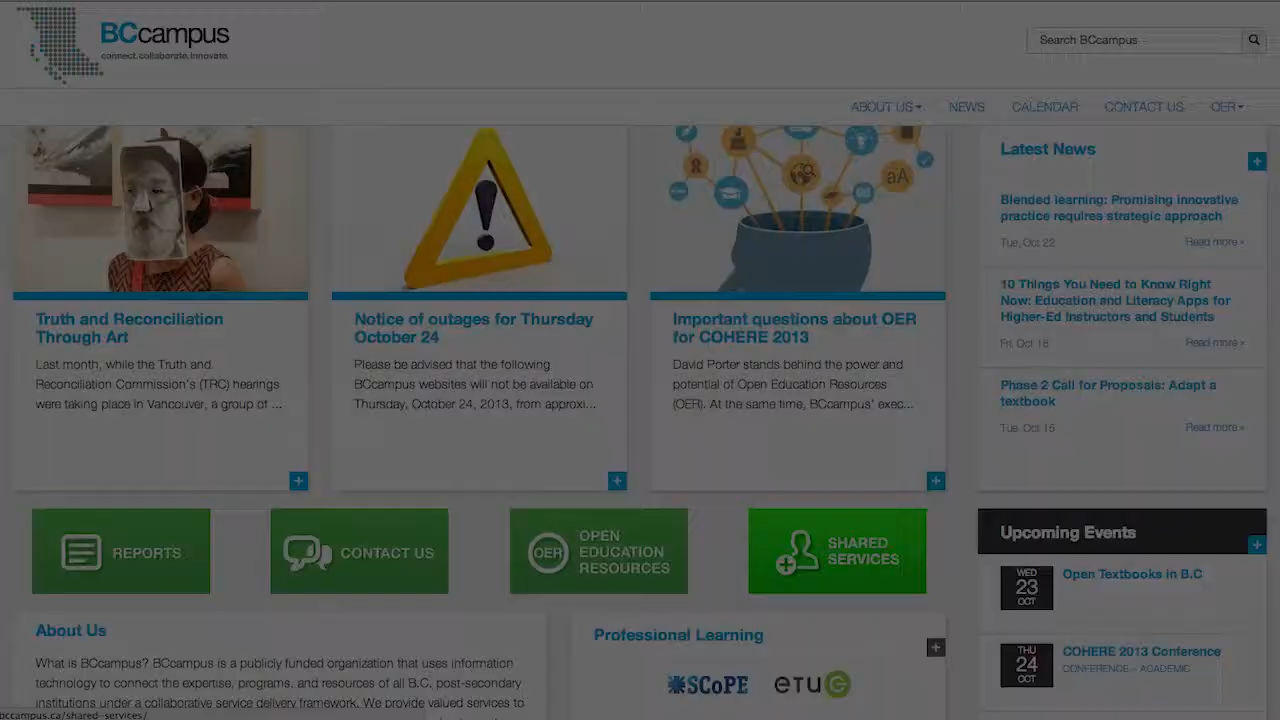 BCcampus
connect.collaborate.innovate.
Search BCcampus
ABOUT US
NEWS
CALENDAR
CONTACT US
OER
Truth and Reconciliation
Through Art
Last month, while the Truth and
Reconciliation Commission's (TRC) hearings
were taking place in Vancouver, a group of ...
Notice of outages for Thursday
October 24
Please be advised that the following
BCcampus websites will not be available on
Thursday, October 24, 2013, from approxi...
aA
Important questions about OER
for COHERE 2013
David Porter stands behind the power and
potential of Open Education Resources
(OER). At the same time, BCcampus' exec...
Latest News
Blended learning: Promising innovative
practice requires strategic approach
Tue, Oct 22 Read more »
10 Things You Need to Know Right
Now: Education and Literacy Apps for
Higher-Ed Instructors and Students
Fri, Oct 18 Read more »
Phase 2 Call for Proposals: Adapt a
textbook
Tue, Oct 15 Read more »
REPORTS
CONTACT US
OER
OPEN
EDUCATION
RESOURCES
SHARED
SERVICES
Upcoming Events
WED
23
OCT
Open Textbooks in B.C
THU
24
OCT
COHERE 2013 Conference
CONFERENCE – ACADEMIC
About Us
What is BCcampus? BCcampus is a publicly funded organization that uses information
technology to connect the expertise, programs, and resources of all B.C. post-secondary
institutions under a collaborative service delivery framework. We provide valued services to
Professional Learning
SCoPE
eTUG
bccampus.ca/shared-services/